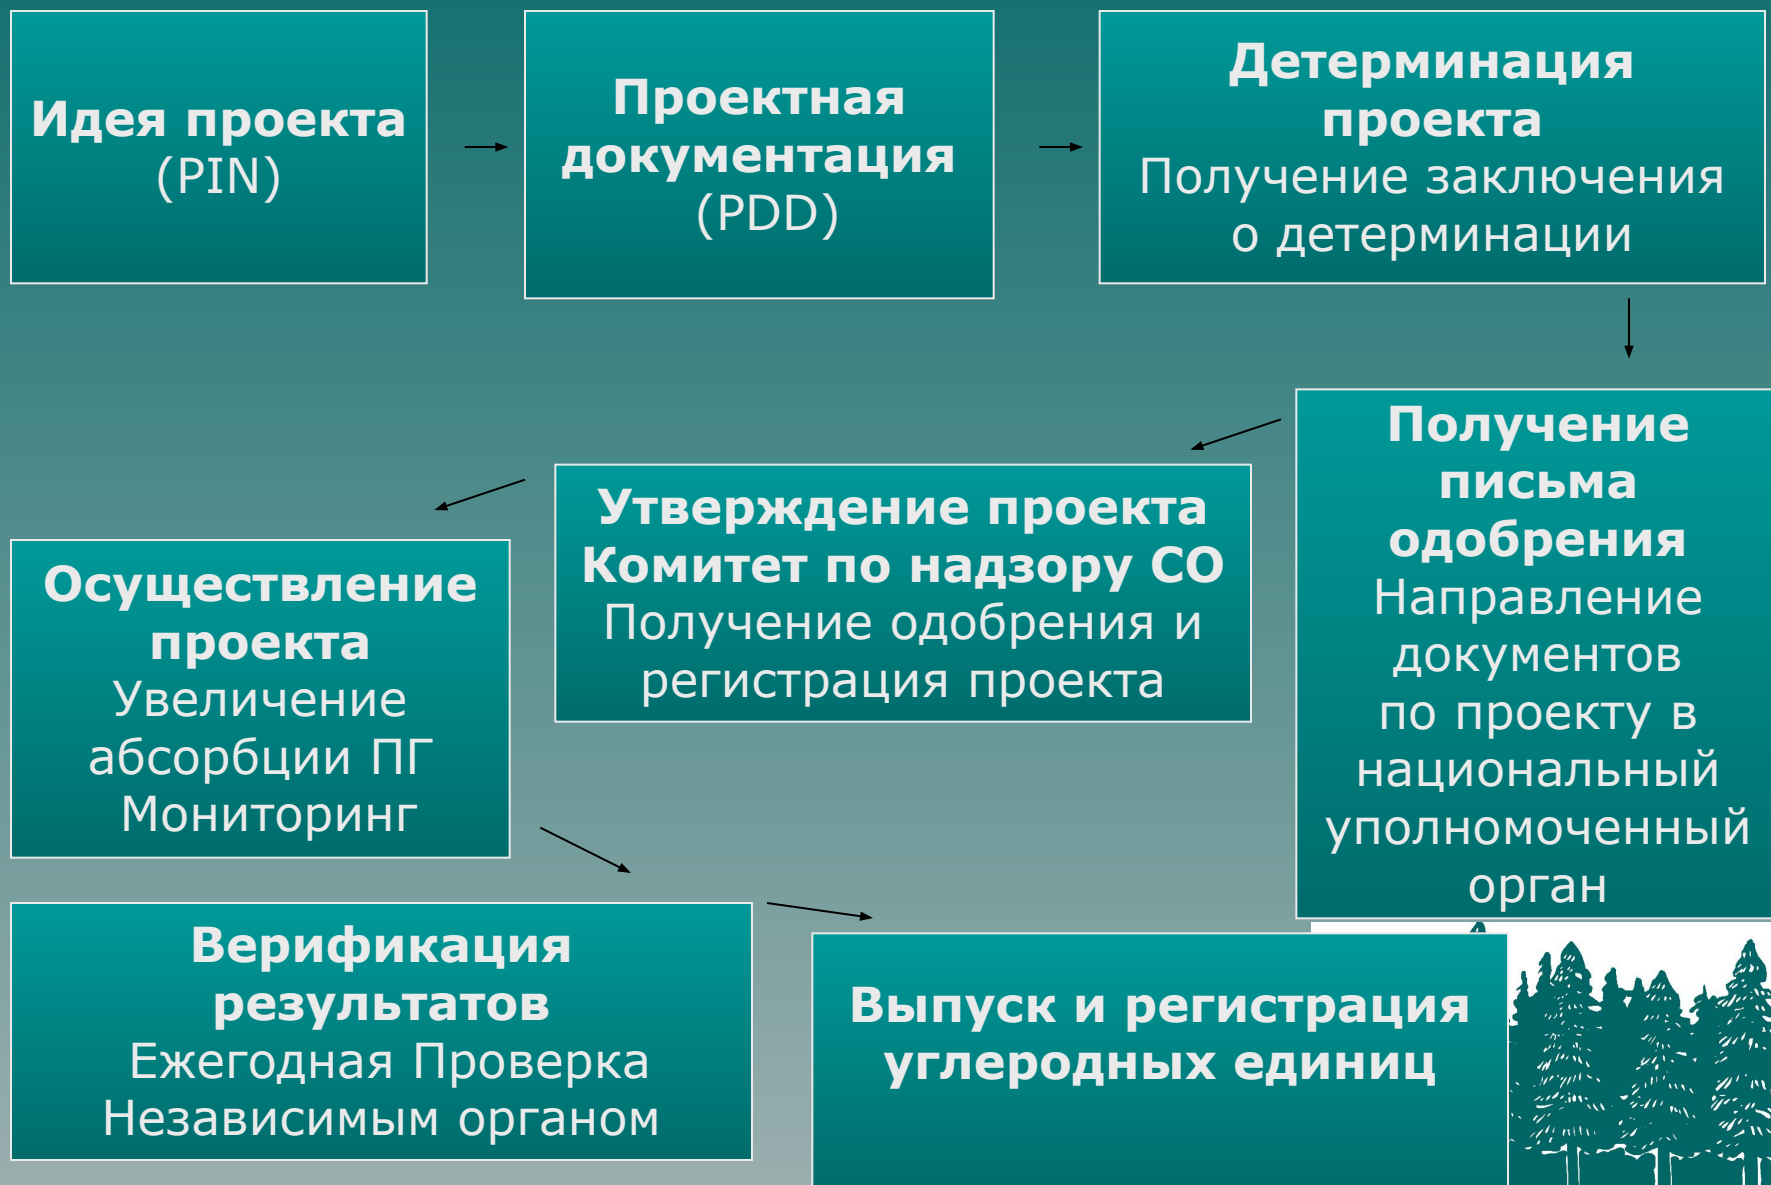 Идея проекта
(PIN)
Проектная
документация
(PDD)
Детерминация
проекта
Получение заключения
о детерминации
Получение
письма
одобрения
Направление
документов
по проекту в
национальный
уполномоченный
орган
Утверждение проекта
Комитет по надзору СО
Получение одобрения и
регистрация проекта
Осуществление
проекта
Увеличение
абсорбции ПГ
Мониторинг
Верификация
результатов
Ежегодная Проверка
Независимым органом
Выпуск и регистрация
углеродных единиц